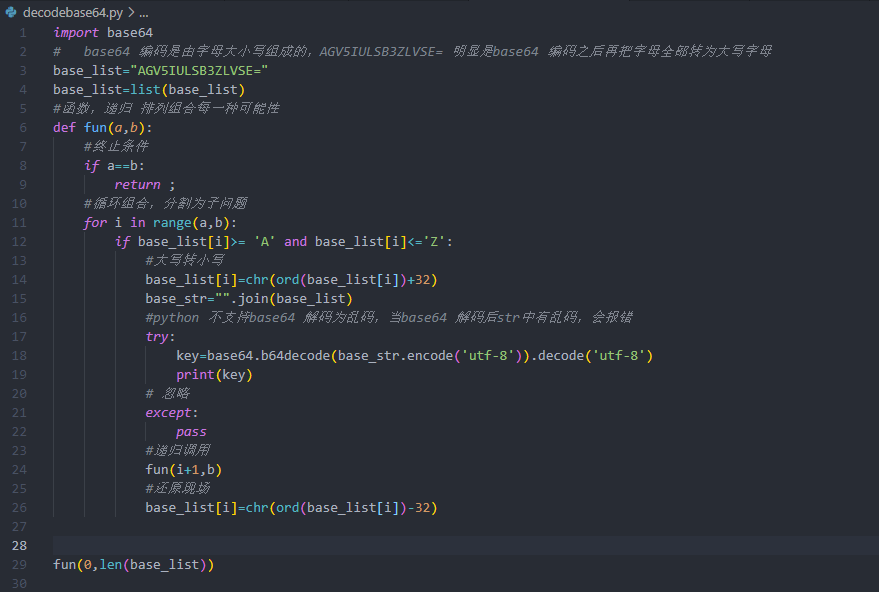 decodebase64.py > ...
1 import base64
2 #   base64 编码是由字母大小写组成的，AGV5IULSB3ZLVSE= 明显是base64 编码之后再把字母全部转为大写字母
3 base_list="AGV5IULSB3ZLVSE="
4 base_list=list(base_list)
5 #函数，递归 排列组合每一种可能性
6 def fun(a,b):
7     #终止条件
8     if a==b:
9         return ;
10     #循环组合，分割为子问题
11     for i in range(a,b):
12         if base_list[i]>= 'A' and base_list[i]<='Z':
13             #大写转小写
14             base_list[i]=chr(ord(base_list[i])+32)
15             base_str="".join(base_list)
16             #python 不支持base64 解码为乱码，当base64 解码后str中有乱码，会报错
17             try:
18                 key=base64.b64decode(base_str.encode('utf-8')).decode('utf-8')
19                 print(key)
20             # 忽略
21             except:
22                 pass
23             #递归调用
24             fun(i+1,b)
25             #还原现场
26             base_list[i]=chr(ord(base_list[i])-32)
27
28
29 fun(0,len(base_list))
30